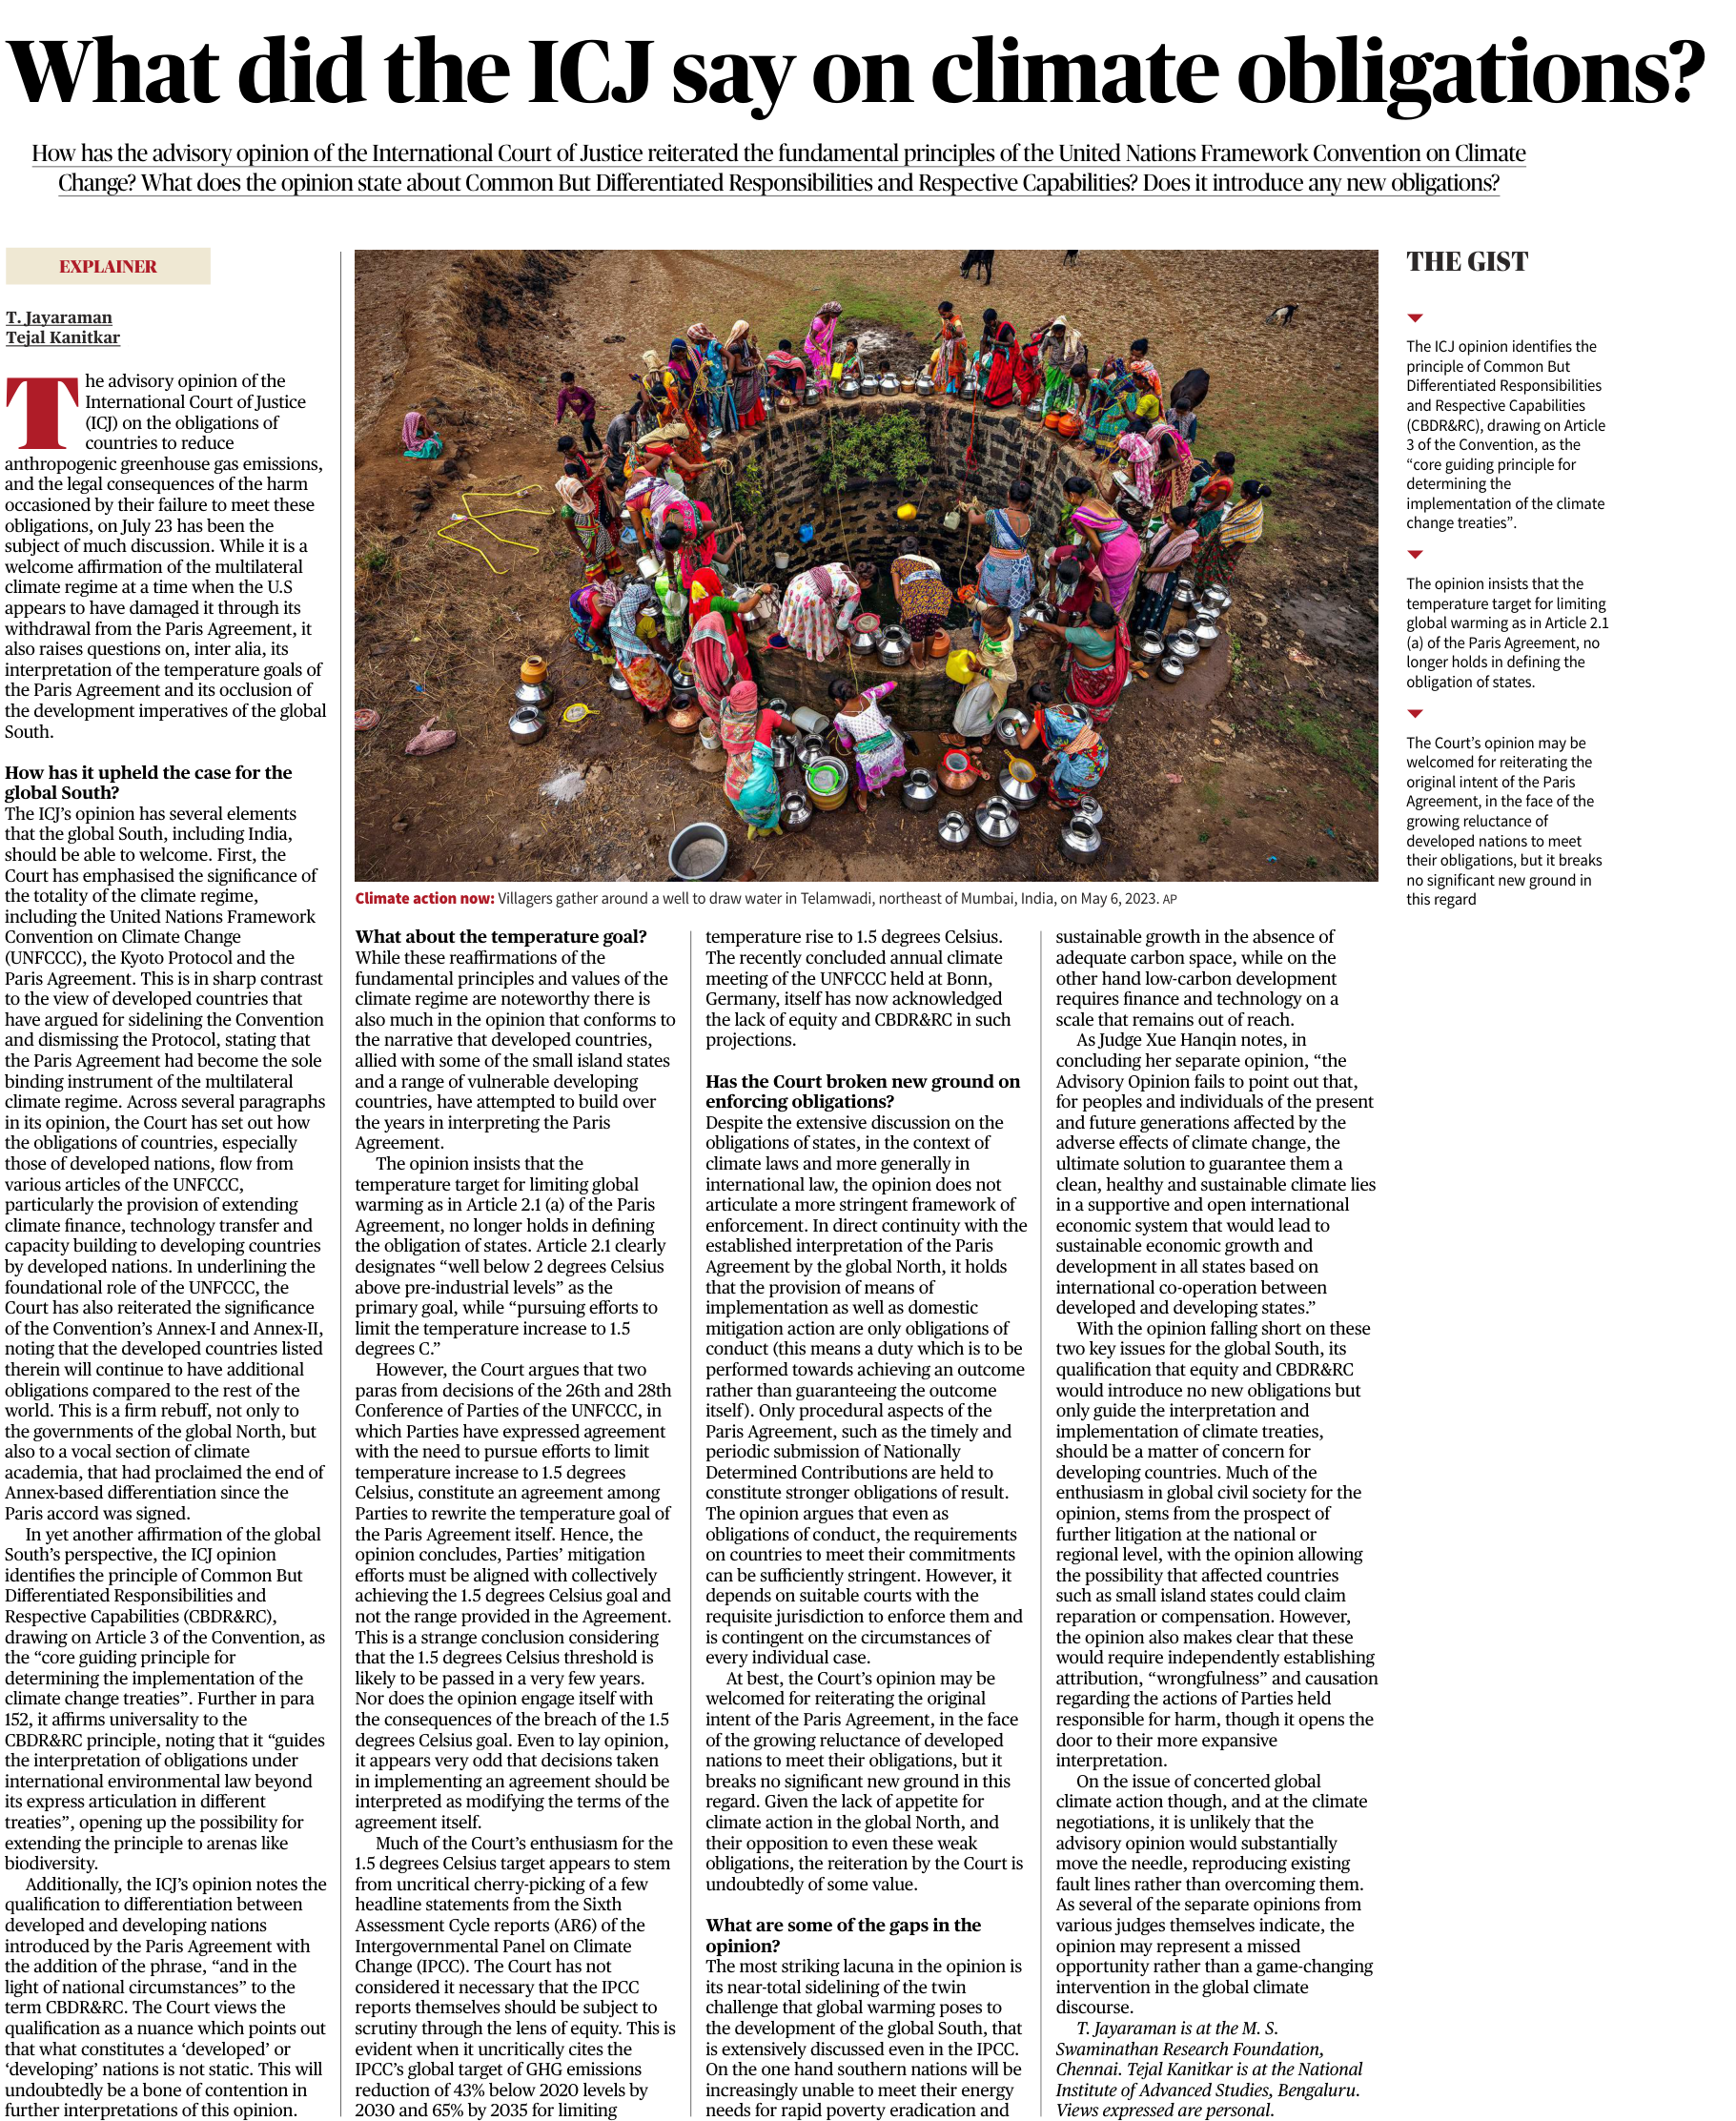 What did the ICJ say on climate obligations?
How has the advisory opinion of the International Court of Justice reiterated the fundamental principles of the United Nations Framework Convention on Climate
Change? What does the opinion state about Common But Differentiated Responsibilities and Respective Capabilities? Does it introduce any new obligations?
EXPLAINER
T. Jayaraman
Tejal Kanitkar
The advisory opinion of the
International Court of Justice
(ICJ) on the obligations of
countries to reduce
anthropogenic greenhouse gas emissions,
and the legal consequences of the harm
occasioned by their failure to meet these
obligations, on July 23 has been the
subject of much discussion. While it is a
welcome affirmation of the multilateral
climate regime at a time when the U.S
appears to have damaged it through its
withdrawal from the Paris Agreement, it
also raises questions on, inter alia, its
interpretation of the temperature goals of
the Paris Agreement and its occlusion of
the development imperatives of the global
South.
How has it upheld the case for the
global South?
The ICJ’s opinion has several elements
that the global South, including India,
should be able to welcome. First, the
Court has emphasised the significance of
the totality of the climate regime,
including the United Nations Framework
Convention on Climate Change
(UNFCCC), the Kyoto Protocol and the
Paris Agreement. This is in sharp contrast
to the view of developed countries that
have argued for sidelining the Convention
and dismissing the Protocol, stating that
the Paris Agreement had become the sole
binding instrument of the multilateral
climate regime. Across several paragraphs
in its opinion, the Court has set out how
the obligations of countries, especially
those of developed nations, flow from
various articles of the UNFCCC,
particularly the provision of extending
climate finance, technology transfer and
capacity building to developing countries
by developed nations. In underlining the
foundational role of the UNFCCC, the
Court has also reiterated the significance
of the Convention’s Annex-I and Annex-II,
noting that the developed countries listed
therein will continue to have additional
obligations compared to the rest of the
world. This is a firm rebuff, not only to
the governments of the global North, but
also to a vocal section of climate
academia, that had proclaimed the end of
Annex-based differentiation since the
Paris accord was signed.
In yet another affirmation of the global
South’s perspective, the ICJ opinion
identifies the principle of Common But
Differentiated Responsibilities and
Respective Capabilities (CBDR&RC),
drawing on Article 3 of the Convention, as
the “core guiding principle for
determining the implementation of the
climate change treaties”. Further in para
152, it affirms universality to the
CBDR&RC principle, noting that it “guides
the interpretation of obligations under
international environmental law beyond
its express articulation in different
treaties”, opening up the possibility for
extending the principle to arenas like
biodiversity.
Additionally, the ICJ’s opinion notes the
qualification to differentiation between
developed and developing nations
introduced by the Paris Agreement with
the addition of the phrase, “and in the
light of national circumstances” to the
term CBDR&RC. The Court views the
qualification as a nuance which points out
that what constitutes a ‘developed’ or
‘developing’ nations is not static. This will
undoubtedly be a bone of contention in
further interpretations of this opinion.
Climate action now: Villagers gather around a well to draw water in Telamwadi, northeast of Mumbai, India, on May 6, 2023. AP
What about the temperature goal?
While these reaffirmations of the
fundamental principles and values of the
climate regime are noteworthy there is
also much in the opinion that conforms to
the narrative that developed countries,
allied with some of the small island states
and a range of vulnerable developing
countries, have attempted to build over
the years in interpreting the Paris
Agreement.
The opinion insists that the
temperature target for limiting global
warming as in Article 2.1 (a) of the Paris
Agreement, no longer holds in defining
the obligation of states. Article 2.1 clearly
designates “well below 2 degrees Celsius
above pre-industrial levels” as the
primary goal, while “pursuing efforts to
limit the temperature increase to 1.5
degrees C.”
However, the Court argues that two
paras from decisions of the 26th and 28th
Conference of Parties of the UNFCCC, in
which Parties have expressed agreement
with the need to pursue efforts to limit
temperature increase to 1.5 degrees
Celsius, constitute an agreement among
Parties to rewrite the temperature goal of
the Paris Agreement itself. Hence, the
opinion concludes, Parties’ mitigation
efforts must be aligned with collectively
achieving the 1.5 degrees Celsius goal and
not the range provided in the Agreement.
This is a strange conclusion considering
that the 1.5 degrees Celsius threshold is
likely to be passed in a very few years.
Nor does the opinion engage itself with
the consequences of the breach of the 1.5
degrees Celsius goal. Even to lay opinion,
it appears very odd that decisions taken
in implementing an agreement should be
interpreted as modifying the terms of the
agreement itself.
Much of the Court’s enthusiasm for the
1.5 degrees Celsius target appears to stem
from uncritical cherry-picking of a few
headline statements from the Sixth
Assessment Cycle reports (AR6) of the
Intergovernmental Panel on Climate
Change (IPCC). The Court has not
considered it necessary that the IPCC
reports themselves should be subject to
scrutiny through the lens of equity. This is
evident when it uncritically cites the
IPCC’s global target of GHG emissions
reduction of 43% below 2020 levels by
2030 and 65% by 2035 for limiting
temperature rise to 1.5 degrees Celsius.
The recently concluded annual climate
meeting of the UNFCCC held at Bonn,
Germany, itself has now acknowledged
the lack of equity and CBDR&RC in such
projections.
Has the Court broken new ground on
enforcing obligations?
Despite the extensive discussion on the
obligations of states, in the context of
climate laws and more generally in
international law, the opinion does not
articulate a more stringent framework of
enforcement. In direct continuity with the
established interpretation of the Paris
Agreement by the global North, it holds
that the provision of means of
implementation as well as domestic
mitigation action are only obligations of
conduct (this means a duty which is to be
performed towards achieving an outcome
rather than guaranteeing the outcome
itself). Only procedural aspects of the
Paris Agreement, such as the timely and
periodic submission of Nationally
Determined Contributions are held to
constitute stronger obligations of result.
The opinion argues that even as
obligations of conduct, the requirements
on countries to meet their commitments
can be sufficiently stringent. However, it
depends on suitable courts with the
requisite jurisdiction to enforce them and
is contingent on the circumstances of
every individual case.
At best, the Court’s opinion may be
welcomed for reiterating the original
intent of the Paris Agreement, in the face
of the growing reluctance of developed
nations to meet their obligations, but it
breaks no significant new ground in this
regard. Given the lack of appetite for
climate action in the global North, and
their opposition to even these weak
obligations, the reiteration by the Court is
undoubtedly of some value.
What are some of the gaps in the
opinion?
The most striking lacuna in the opinion is
its near-total sidelining of the twin
challenge that global warming poses to
the development of the global South, that
is extensively discussed even in the IPCC.
On the one hand southern nations will be
increasingly unable to meet their energy
needs for rapid poverty eradication and
sustainable growth in the absence of
adequate carbon space, while on the
other hand low-carbon development
requires finance and technology on a
scale that remains out of reach.
As Judge Xue Hanqin notes, in
concluding her separate opinion, “the
Advisory Opinion fails to point out that,
for peoples and individuals of the present
and future generations affected by the
adverse effects of climate change, the
ultimate solution to guarantee them a
clean, healthy and sustainable climate lies
in a supportive and open international
economic system that would lead to
sustainable economic growth and
development in all states based on
international co-operation between
developed and developing states.”
With the opinion falling short on these
two key issues for the global South, its
qualification that equity and CBDR&RC
would introduce no new obligations but
only guide the interpretation and
implementation of climate treaties,
should be a matter of concern for
developing countries. Much of the
enthusiasm in global civil society for the
opinion, stems from the prospect of
further litigation at the national or
regional level, with the opinion allowing
the possibility that affected countries
such as small island states could claim
reparation or compensation. However,
the opinion also makes clear that these
would require independently establishing
attribution, “wrongfulness” and causation
regarding the actions of Parties held
responsible for harm, though it opens the
door to their more expansive
interpretation.
On the issue of concerted global
climate action though, and at the climate
negotiations, it is unlikely that the
advisory opinion would substantially
move the needle, reproducing existing
fault lines rather than overcoming them.
As several of the separate opinions from
various judges themselves indicate, the
opinion may represent a missed
opportunity rather than a game-changing
intervention in the global climate
discourse.
T. Jayaraman is at the M. S.
Swaminathan Research Foundation,
Chennai. Tejal Kanitkar is at the National
Institute of Advanced Studies, Bengaluru.
Views expressed are personal.
THE GIST
The ICJ opinion identifies the
principle of Common But
Differentiated Responsibilities
and Respective Capabilities
(CBDR&RC), drawing on Article
3 of the Convention, as the
“core guiding principle for
determining the
implementation of the climate
change treaties”.
The opinion insists that the
temperature target for limiting
global warming as in Article 2.1
(a) of the Paris Agreement, no
longer holds in defining the
obligation of states.
The Court’s opinion may be
welcomed for reiterating the
original intent of the Paris
Agreement, in the face of the
growing reluctance of
developed nations to meet
their obligations, but it breaks
no significant new ground in
this regard